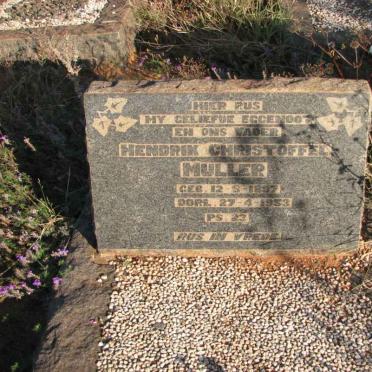 HIER RUS
MY GELIEFDE EGGENOOT
EN ONS VADER
HENDRIK CHRISTOFFEL
MULLER
GEB. 12-5-1897
OORL. 27-4-1953
PS 23
RUS IN VREDE